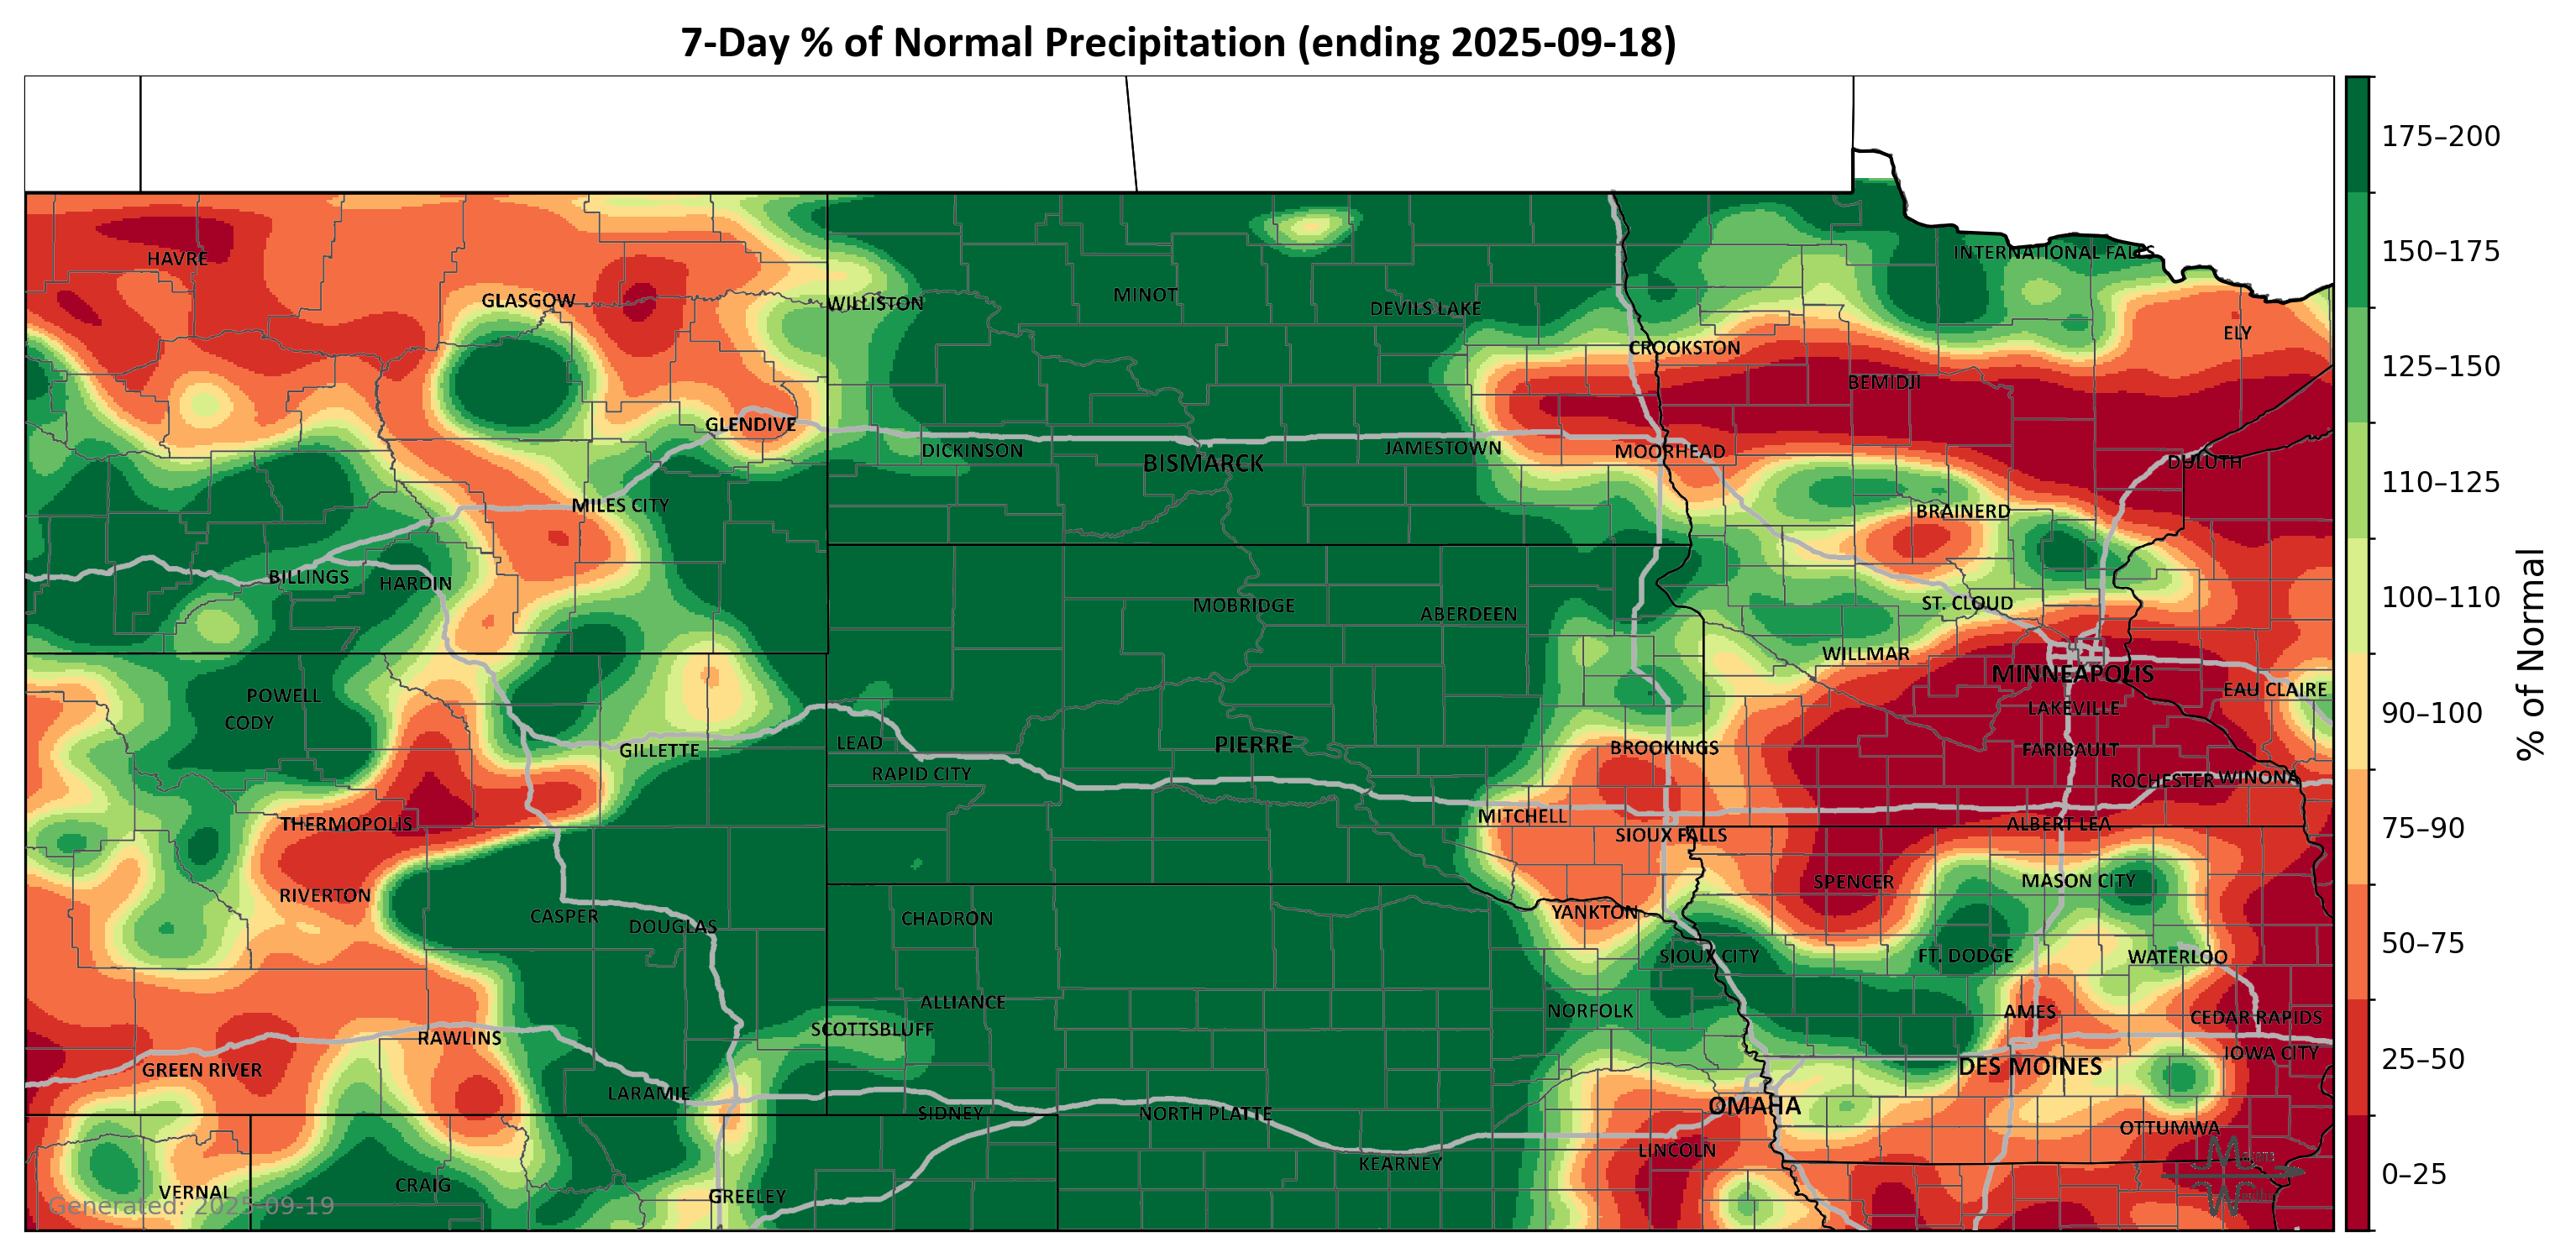 7-Day % of Normal Precipitation (ending 2025-09-18)
175–200
150–175
125–150
110–125
100–110
90–100
75–90
50–75
25–50
0–25
% of Normal
INTERNATIONAL FALLS
HAVRE
GLASGOW
WILLISTON
MINOT
DEVILS LAKE
ELY
CROOKSTON
BEMIDJI
GLENDIVE
DICKINSON
BISMARCK
JAMESTOWN
MOORHEAD
DULUTH
MILES CITY
BRAINERD
BILLINGS
HARDIN
MOBRIDGE
ABERDEEN
ST. CLOUD
WILLMAR
MINNEAPOLIS
EAU CLAIRE
POWELL
CODY
LAKEVILLE
GILLETTE
LEAD
PIERRE
BROOKINGS
FARIBAULT
RAPID CITY
ROCHESTER
WINONA
THERMOPOLIS
MITCHELL
SIOUX FALLS
ALBERT LEA
RIVERTON
SPENCER
MASON CITY
CASPER
DOUGLAS
CHADRON
YANKTON
SIOUX CITY
FT. DODGE
WATERLOO
ALLIANCE
NORFOLK
AMES
CEDAR RAPIDS
SCOTTSBLUFF
RAWLINS
IOWA CITY
GREEN RIVER
DES MOINES
LARAMIE
SIDNEY
NORTH PLATTE
OMAHA
OTTUMWA
LINCOLN
KEARNEY
CRAIG
VERNAL
GREELEY
Generated: 2025-09-19